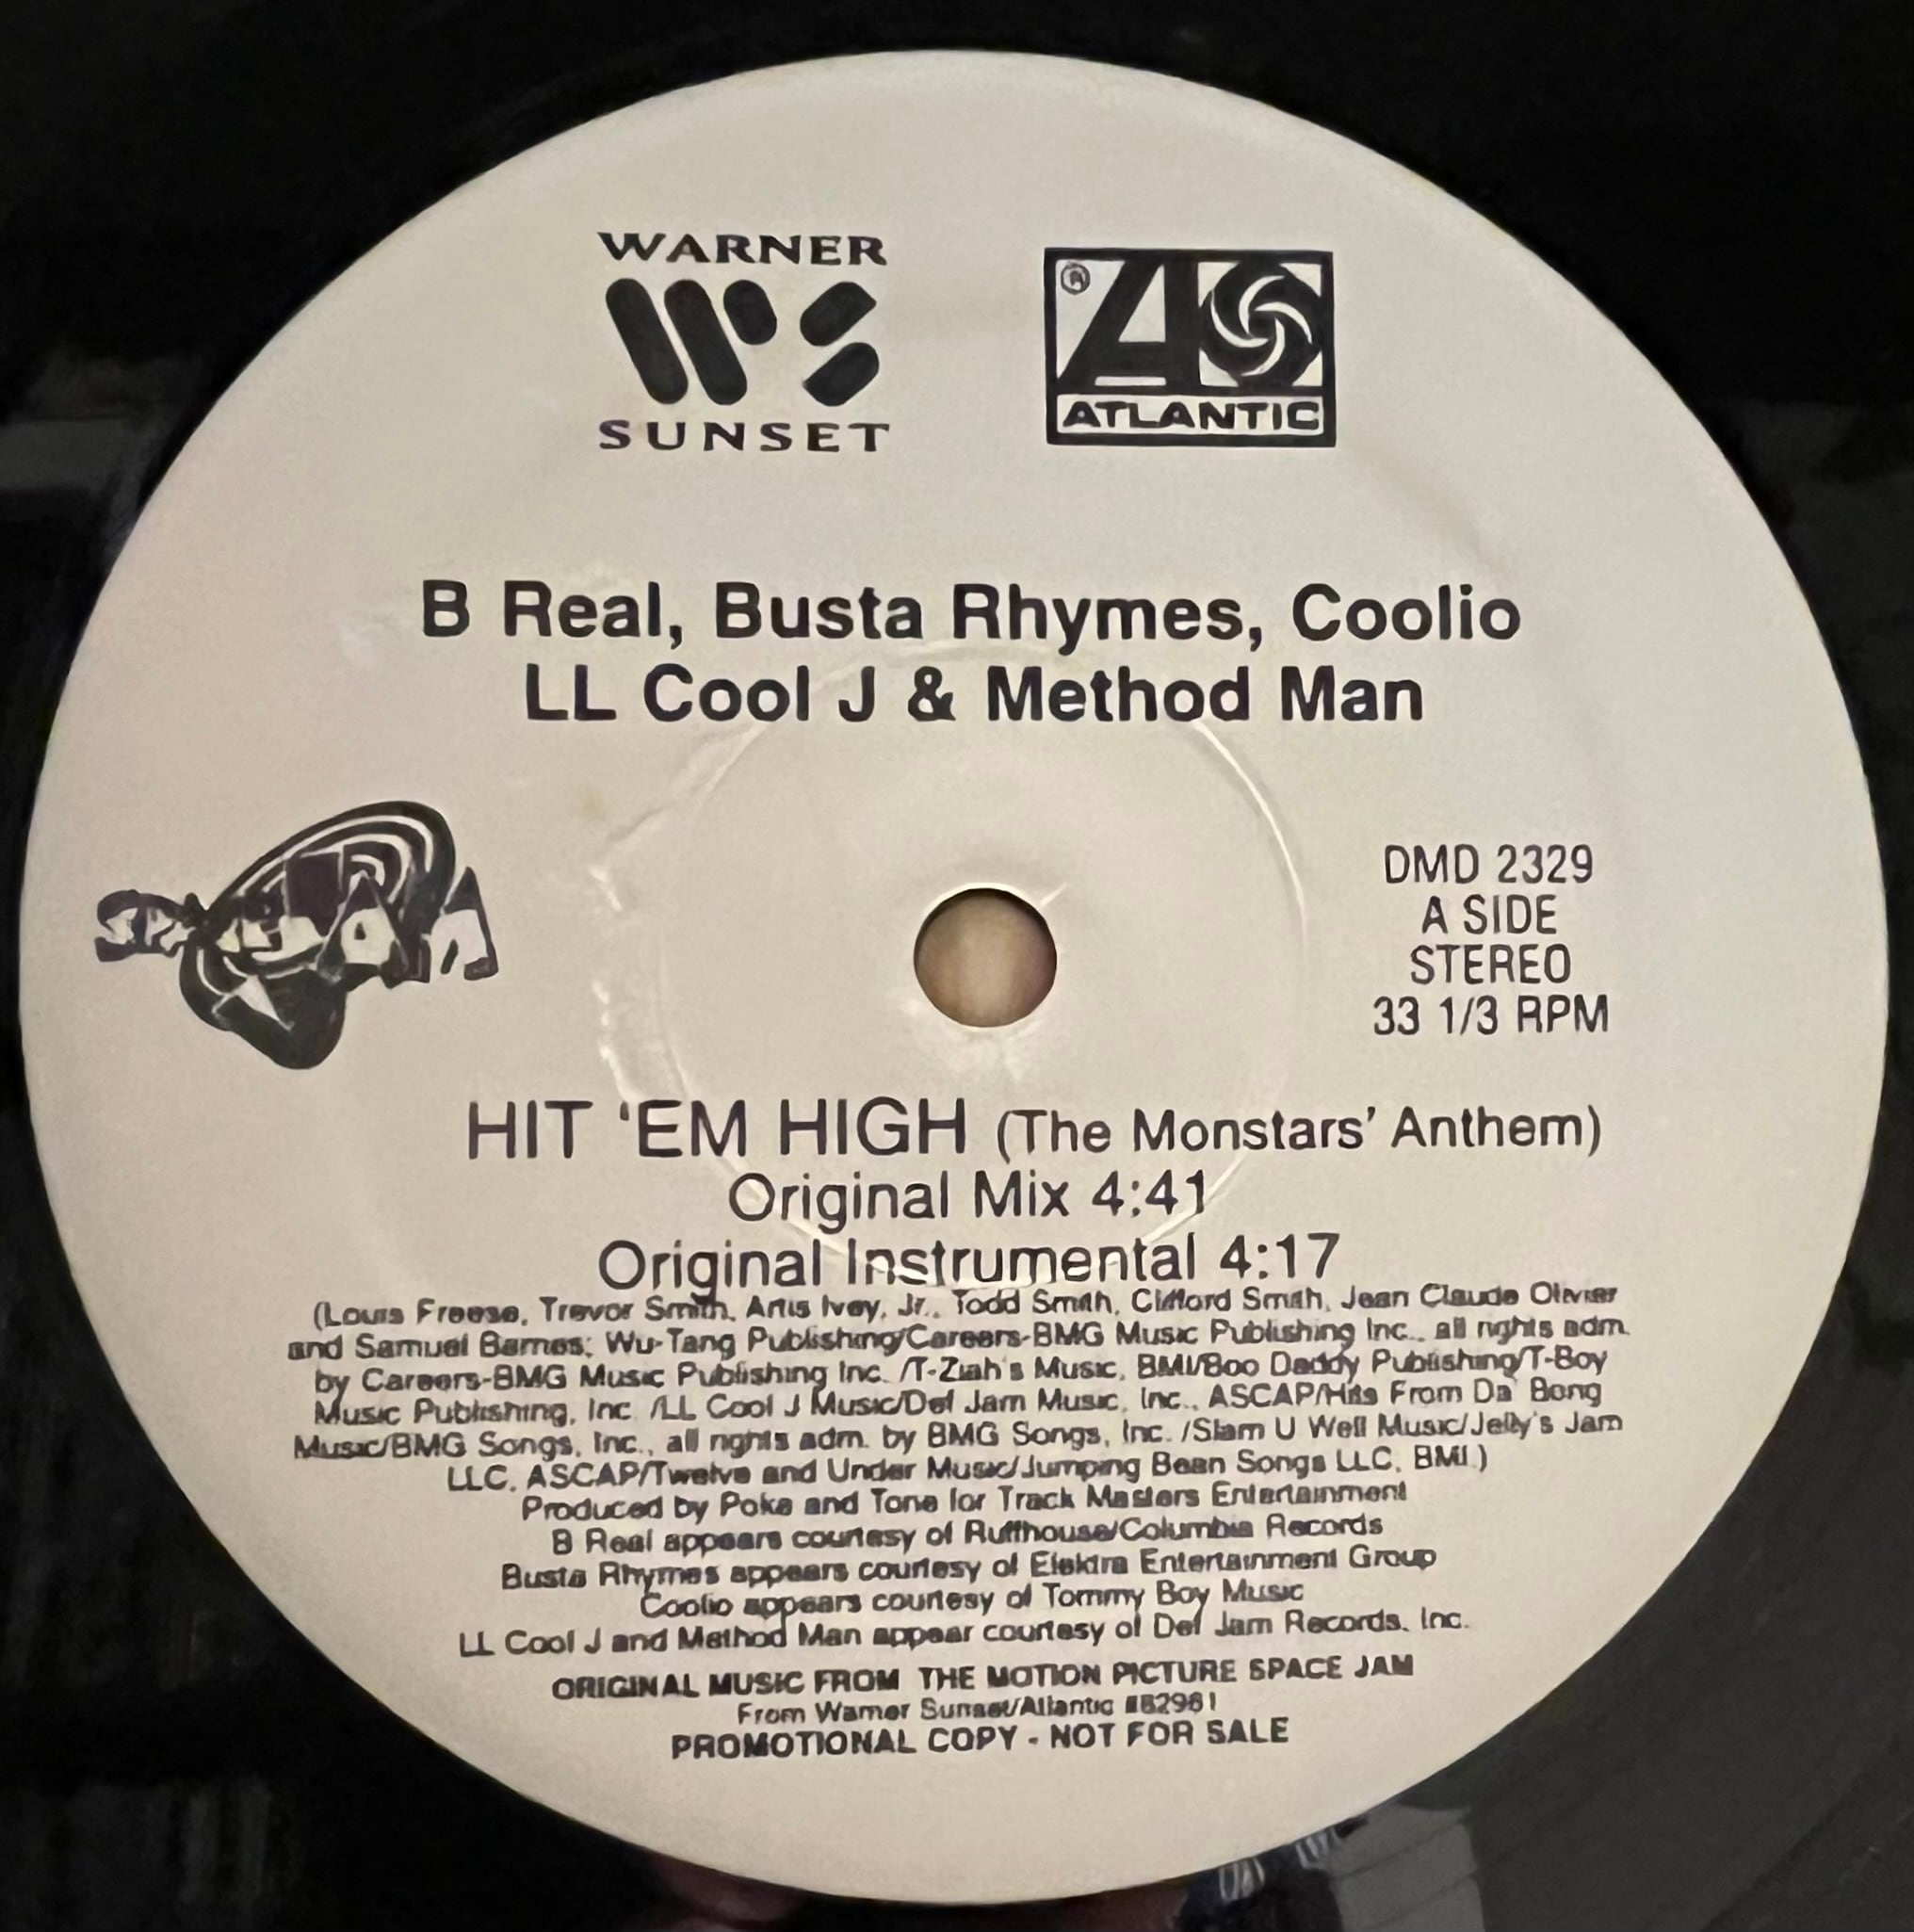 WARNER
WS
SUNSET
®
ATLANTIC
B Real, Busta Rhymes, Coolio
LL Cool J & Method Man
DMD 2329
A SIDE
STEREO
33 1/3 RPM
HIT 'EM HIGH (The Monstars' Anthem)
Original Mix 4:41
Original Instrumental 4:17
(Louis Freese, Trevor Smith, Artis Ivey, Jr., Todd Smith, Clifford Smith, Jean Claude Olivier
and Samuel Barnes; Wu-Tang Publishing/Careers-BMG Music Publishing Inc., all rights adm.
by Careers-BMG Music Publishing Inc. /T-Ziah's Music, BMI/Boo Daddy Publishing/T-Boy
Music Publishing, Inc. /LL Cool J Music/Def Jam Music, Inc., ASCAP/Hits From Da Bong
Music/BMG Songs, Inc., all rights adm. by BMG Songs, Inc. /Slam U Well Music/Jelly's Jam
LLC, ASCAP/Twelve and Under Music/Jumping Bean Songs LLC, BMI.)
Produced by Poke and Tone for Track Masters Entertainment
B Real appears courtesy of Ruffhouse/Columbia Records
Busta Rhymes appears courtesy of Elektra Entertainment Group
Coolio appears courtesy of Tommy Boy Music
LL Cool J and Method Man appear courtesy of Def Jam Records, Inc.
ORIGINAL MUSIC FROM THE MOTION PICTURE SPACE JAM
From Warner Sunset/Atlantic #82961
PROMOTIONAL COPY - NOT FOR SALE